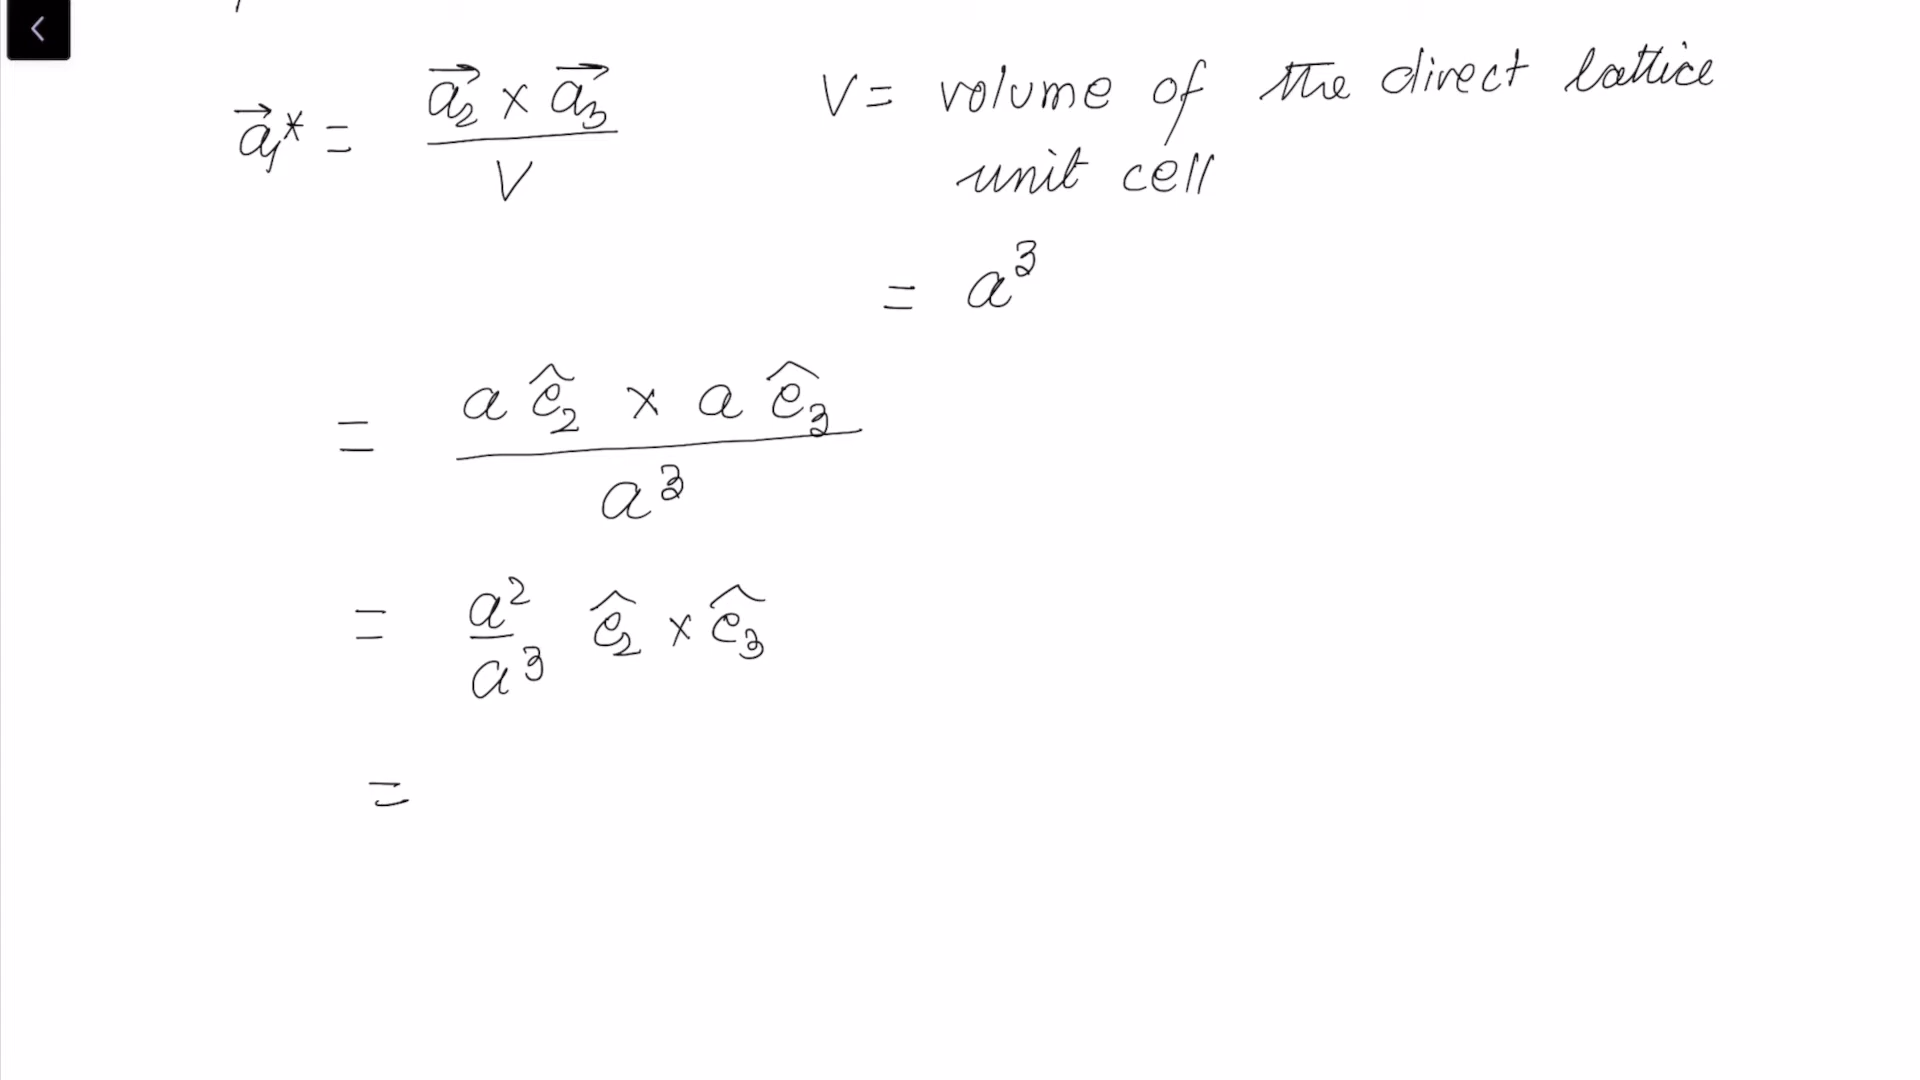 a⃗₁* = (a⃗₂ × a⃗₃) / V    V = volume of the direct lattice
unit cell
= a³
= (a ê₂ × a ê₃) / a³
= a²/a³ ê₂ × ê₃
=